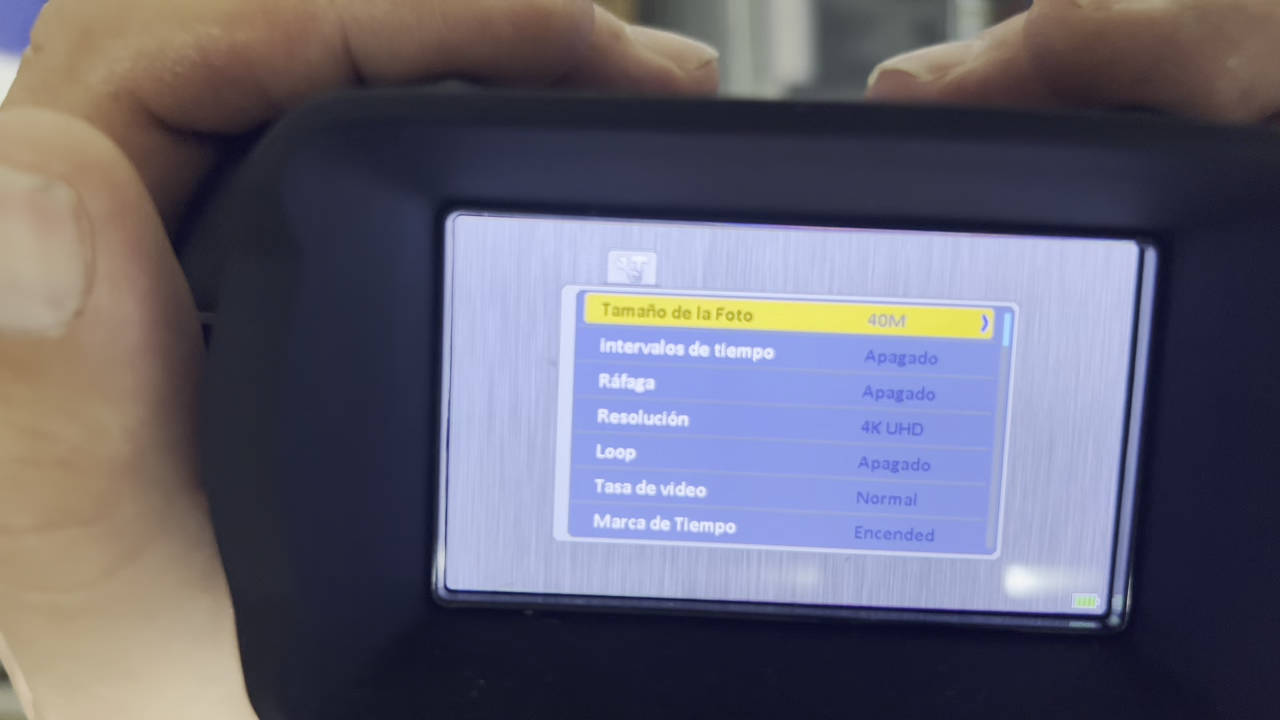 Tamaño de la Foto 40M
Intervalos de tiempo Apagado
Ráfaga Apagado
Resolución 4K UHD
Loop Apagado
Tasa de video Normal
Marca de Tiempo Encended